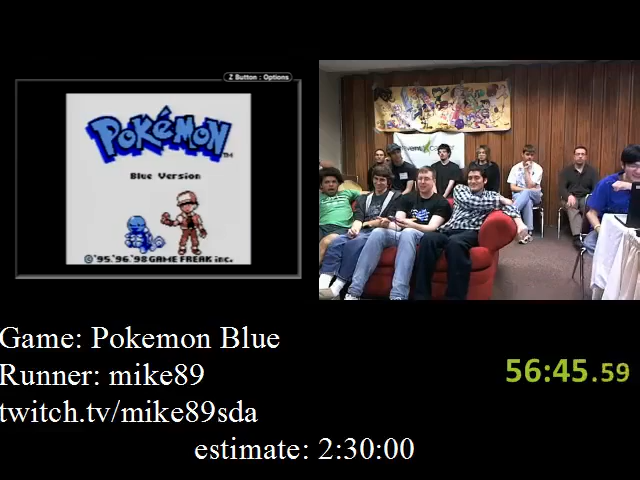 Z Button : Options
POKéMON
TM
Blue Version
©'95.'96.'98 GAME FREAK inc.
Game: Pokemon Blue
Runner: mike89
56:45.59
twitch.tv/mike89sda
estimate: 2:30:00